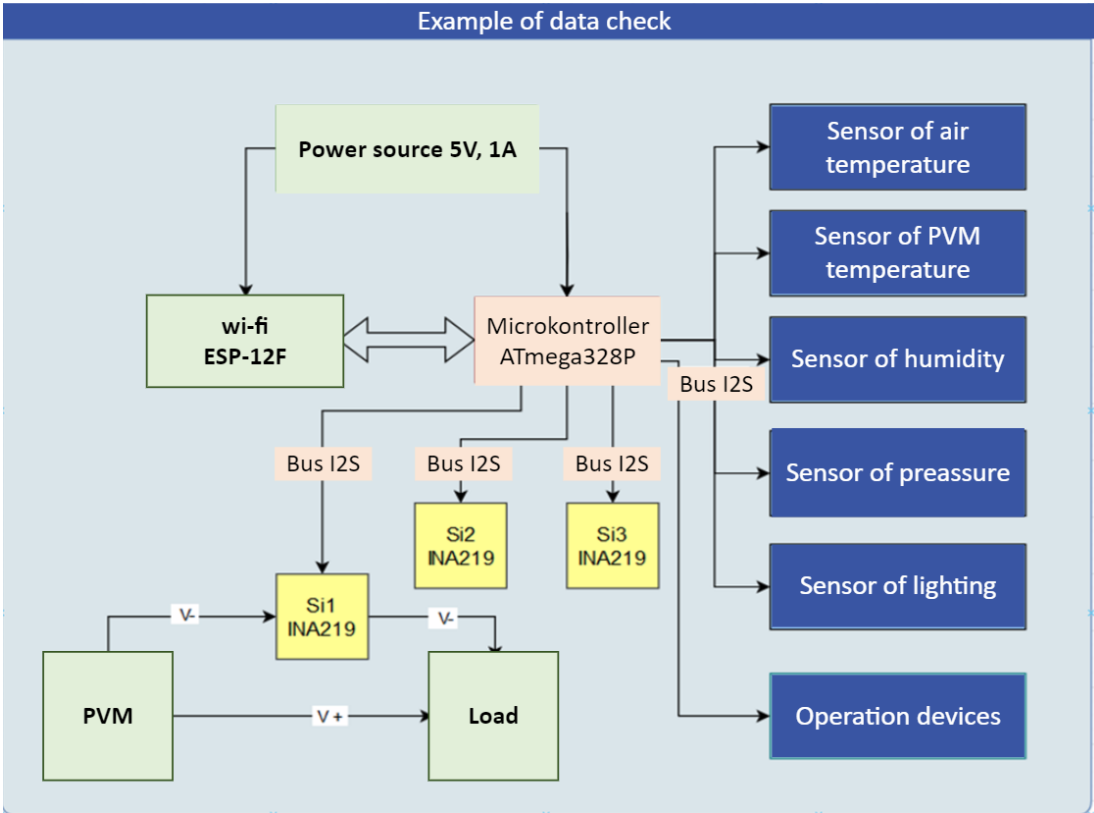 Example of data check
Power source 5V, 1A
Sensor of air
temperature
Sensor of PVM
temperature
wi-fi
ESP-12F
Microkontroller
ATmega328P
Sensor of humidity
Bus I2S
Bus I2S
Bus I2S
Bus I2S
Sensor of preassure
Si2
INA219
Si3
INA219
Sensor of lighting
Si1
INA219
V-
V-
PVM
V +
Load
Operation devices